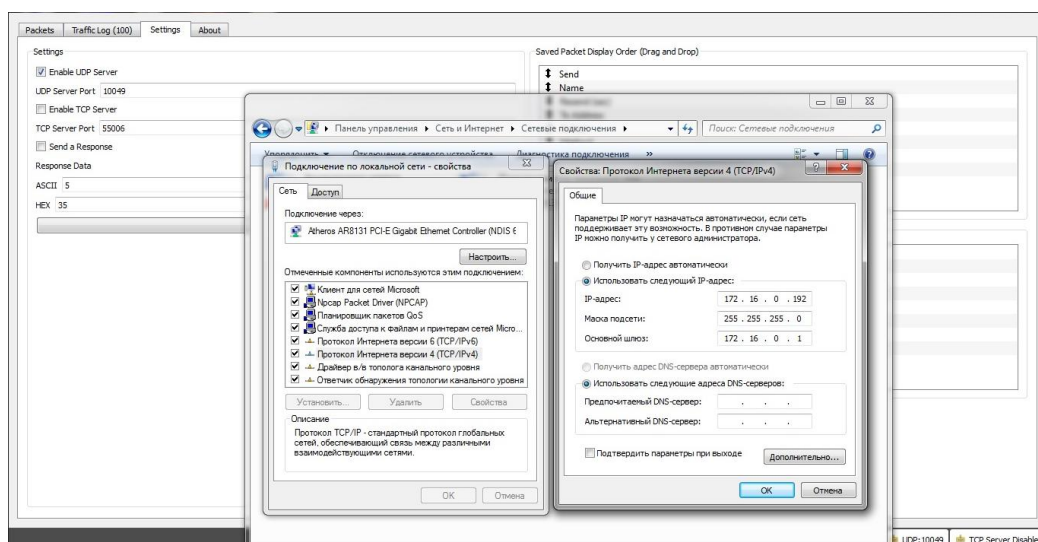 Packets Traffic Log (100) Settings About
Settings
Enable UDP Server
UDP Server Port 10049
Enable TCP Server
TCP Server Port 55006
Send a Response
Response Data
ASCII 5
HEX 35
Saved Packet Display Order (Drag and Drop)
Send
Name
Панель управления Сеть и Интернет Сетевые подключения
Поиск: Сетевые подключения
Упорядочить Отключение сетевого устройства Диагностика подключения »
Подключение по локальной сети - свойства
Сеть Доступ
Подключение через:
Atheros AR8131 PCI-E Gigabit Ethernet Controller (NDIS 6
Настроить...
Отмеченные компоненты используются этим подключением:
Клиент для сетей Microsoft
Npcap Packet Driver (NPCAP)
Планировщик пакетов QoS
Служба доступа к файлам и принтерам сетей Micro...
Протокол Интернета версии 6 (TCP/IPv6)
Протокол Интернета версии 4 (TCP/IPv4)
Драйвер в/в тополога канального уровня
Ответчик обнаружения топологии канального уровня
Установить... Удалить Свойства
Описание
Протокол TCP/IP - стандартный протокол глобальных
сетей, обеспечивающий связь между различными
взаимодействующими сетями.
ОК Отмена
Свойства: Протокол Интернета версии 4 (TCP/IPv4)
Общие
Параметры IP могут назначаться автоматически, если сеть
поддерживает эту возможность. В противном случае параметры
IP можно получить у сетевого администратора.
Получить IP-адрес автоматически
Использовать следующий IP-адрес:
IP-адрес: 172 . 16 . 0 . 192
Маска подсети: 255 . 255 . 255 . 0
Основной шлюз: 172 . 16 . 0 . 1
Получить адрес DNS-сервера автоматически
Использовать следующие адреса DNS-серверов:
Предпочитаемый DNS-сервер: . . .
Альтернативный DNS-сервер: . . .
Подтвердить параметры при выходе Дополнительно...
ОК Отмена
UDP:10049 TCP Server Disable